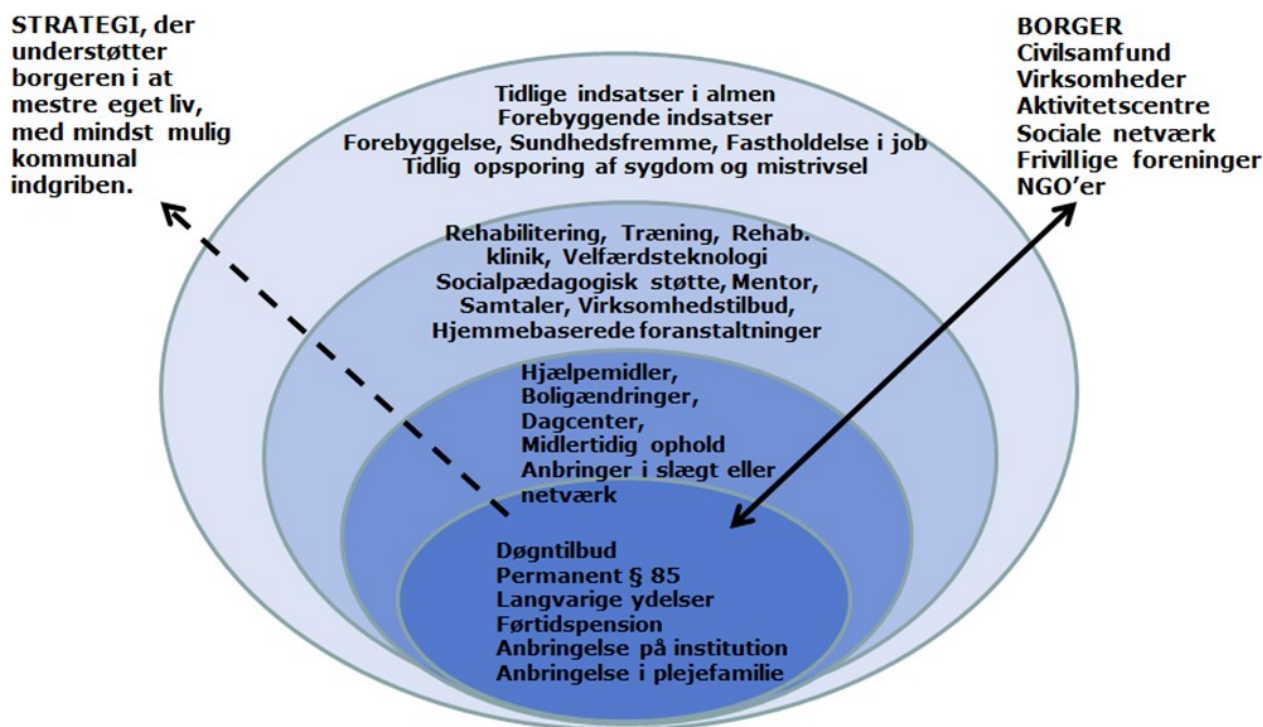 STRATEGI, der
understøtter
borgeren i at
mestre eget liv,
med mindst mulig
kommunal
indgriben.
BORGER
Civilsamfund
Virksomheder
Aktivitetscentre
Sociale netværk
Frivillige foreninger
NGO'er
Tidlige indsatser i almen
Forebyggende indsatser
Forebyggelse, Sundhedsfremme, Fastholdelse i job
Tidlig opsporing af sygdom og mistrivsel
Rehabilitering, Træning, Rehab.
klinik, Velfærdsteknologi
Socialpædagogisk støtte, Mentor,
Samtaler, Virksomhedstilbud,
Hjemmebaserede foranstaltninger
Hjælpemidler,
Boligændringer,
Dagcenter,
Midlertidig ophold
Anbringer i slægt eller
netværk
Døgntilbud
Permanent § 85
Langvarige ydelser
Førtidspension
Anbringelse på institution
Anbringelse i plejefamilie